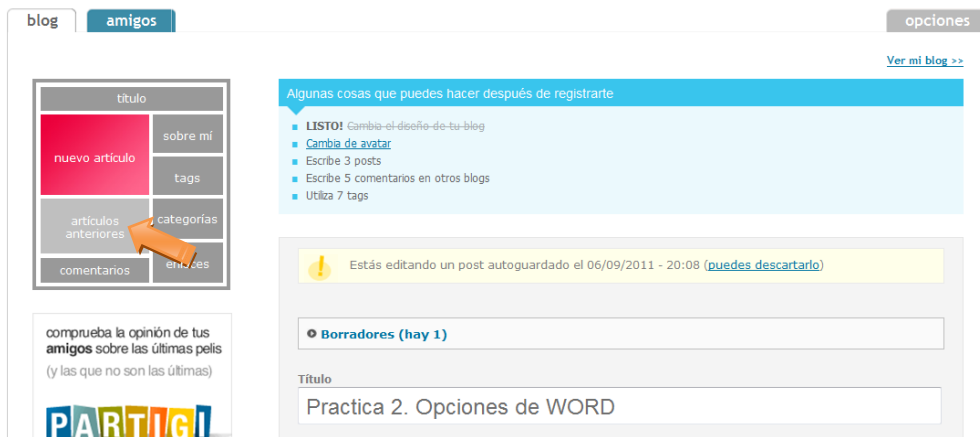 blog
amigos
opciones
Ver mi blog >>
título
nuevo artículo
sobre mí
tags
artículos
anteriores
categorías
comentarios
Algunas cosas que puedes hacer después de registrarte
LISTO! Cambia el diseño de tu blog
Cambia de avatar
Escribe 3 posts
Escribe 5 comentarios en otros blogs
Utiliza 7 tags
Estás editando un post autoguardado el 06/09/2011 - 20:08 (puedes descartarlo)
Borradores (hay 1)
Título
Practica 2. Opciones de WORD
comprueba la opinión de tus
amigos sobre las últimas pelis
(y las que no son las últimas)
PARTIGI